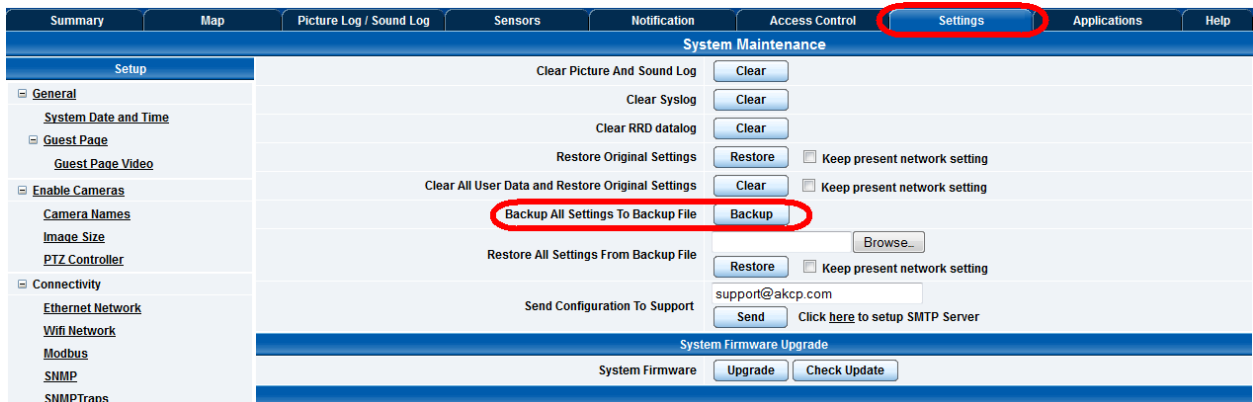 Summary Map Picture Log / Sound Log Sensors Notification Access Control Settings Applications Help
System Maintenance
Setup
General
System Date and Time
Guest Page
Guest Page Video
Enable Cameras
Camera Names
Image Size
PTZ Controller
Connectivity
Ethernet Network
Wifi Network
Modbus
SNMP
SNMPTraps
Clear Picture And Sound Log Clear
Clear Syslog Clear
Clear RRD datalog Clear
Restore Original Settings Restore Keep present network setting
Clear All User Data and Restore Original Settings Clear Keep present network setting
Backup All Settings To Backup File Backup
Browse...
Restore All Settings From Backup File
Restore Keep present network setting
support@akcp.com
Send Configuration To Support
Send Click here to setup SMTP Server
System Firmware Upgrade
System Firmware Upgrade Check Update